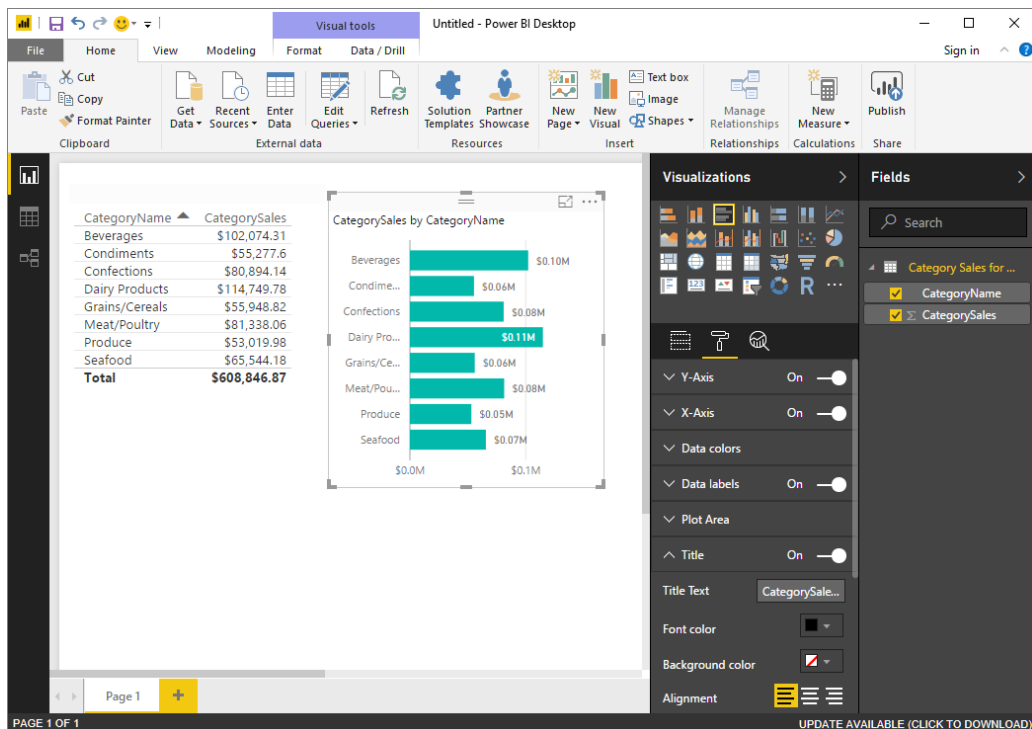 Visual tools
Untitled - Power BI Desktop
File
Home
View
Modeling
Format
Data / Drill
Sign in
?
Paste
Cut
Copy
Format Painter
Clipboard
Get Data
Recent Sources
Enter Data
Edit Queries
Refresh
External data
Solution Templates
Partner Showcase
Resources
New Page
New Visual
Text box
Image
Shapes
Insert
Manage Relationships
Relationships
New Measure
Calculations
Publish
Share
CategoryName CategorySales
Beverages $102,074.31
Condiments $55,277.6
Confections $80,894.14
Dairy Products $114,749.78
Grains/Cereals $55,948.82
Meat/Poultry $81,338.06
Produce $53,019.98
Seafood $65,544.18
Total $608,846.87
CategorySales by CategoryName
Beverages $0.10M
Condime... $0.06M
Confections $0.08M
Dairy Pro... $0.11M
Grains/Ce... $0.06M
Meat/Pou... $0.08M
Produce $0.05M
Seafood $0.07M
$0.0M $0.1M
Visualizations
123
R
Y-Axis On
X-Axis On
Data colors
Data labels On
Plot Area
Title On
Title Text CategorySale...
Font color
Background color
Alignment
Fields
Search
Category Sales for ...
CategoryName
Σ CategorySales
Page 1
PAGE 1 OF 1
UPDATE AVAILABLE (CLICK TO DOWNLOAD)